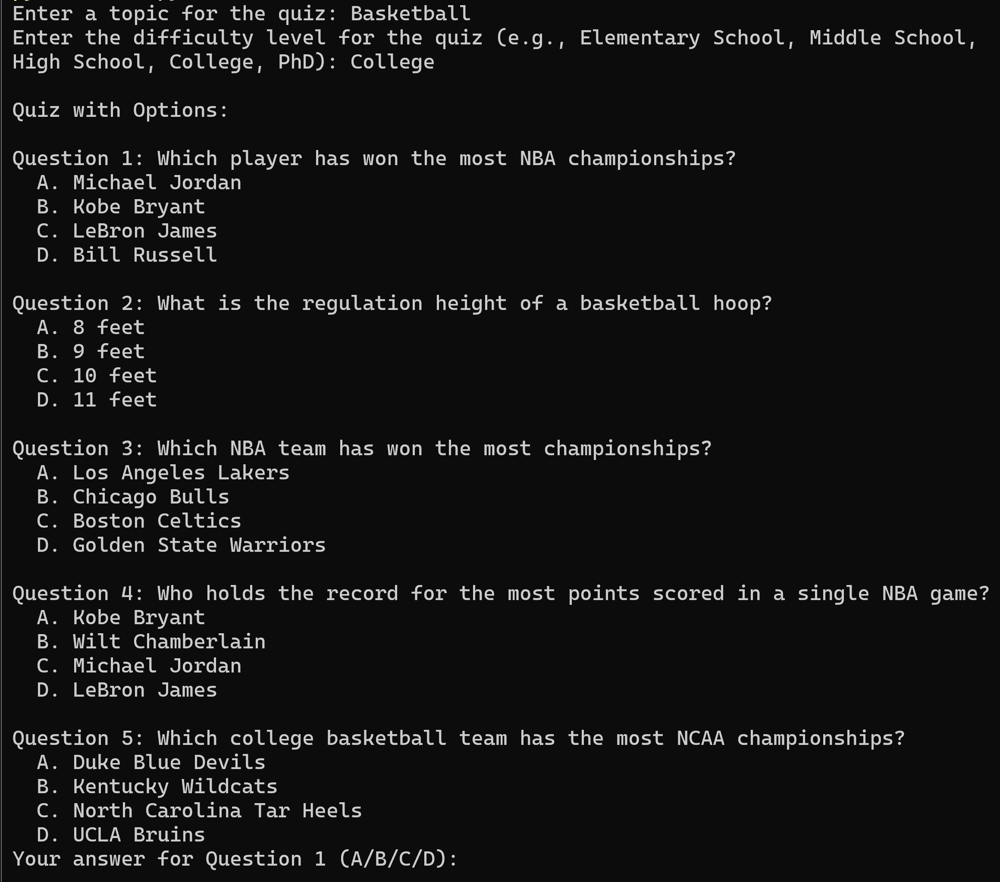 Enter a topic for the quiz: Basketball
Enter the difficulty level for the quiz (e.g., Elementary School, Middle School,
High School, College, PhD): College
Quiz with Options:
Question 1: Which player has won the most NBA championships?
A. Michael Jordan
B. Kobe Bryant
C. LeBron James
D. Bill Russell
Question 2: What is the regulation height of a basketball hoop?
A. 8 feet
B. 9 feet
C. 10 feet
D. 11 feet
Question 3: Which NBA team has won the most championships?
A. Los Angeles Lakers
B. Chicago Bulls
C. Boston Celtics
D. Golden State Warriors
Question 4: Who holds the record for the most points scored in a single NBA game?
A. Kobe Bryant
B. Wilt Chamberlain
C. Michael Jordan
D. LeBron James
Question 5: Which college basketball team has the most NCAA championships?
A. Duke Blue Devils
B. Kentucky Wildcats
C. North Carolina Tar Heels
D. UCLA Bruins
Your answer for Question 1 (A/B/C/D):